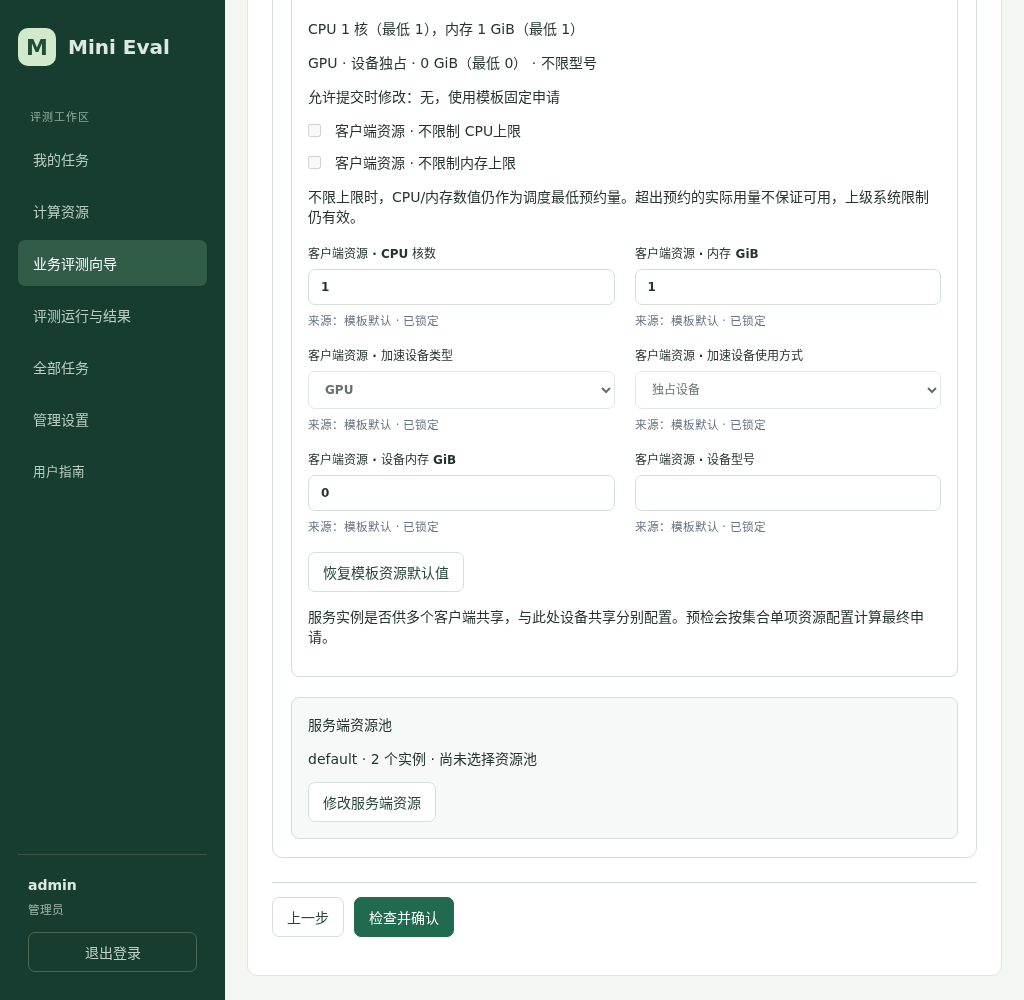 M
Mini Eval
评测工作区
我的任务
计算资源
业务评测向导
评测运行与结果
全部任务
管理设置
用户指南
admin
管理员
退出登录
CPU 1 核（最低 1），内存 1 GiB（最低 1）
GPU · 设备独占 · 0 GiB（最低 0） · 不限型号
允许提交时修改：无，使用模板固定申请
客户端资源 · 不限制 CPU上限
客户端资源 · 不限制内存上限
不限上限时，CPU/内存数值仍作为调度最低预约量。超出预约的实际用量不保证可用，上级系统限制
仍有效。
客户端资源 · CPU 核数
客户端资源 · 内存 GiB
1
1
来源：模板默认 · 已锁定
来源：模板默认 · 已锁定
客户端资源 · 加速设备类型
客户端资源 · 加速设备使用方式
GPU
独占设备
来源：模板默认 · 已锁定
来源：模板默认 · 已锁定
客户端资源 · 设备内存 GiB
客户端资源 · 设备型号
0
来源：模板默认 · 已锁定
来源：模板默认 · 已锁定
恢复模板资源默认值
服务实例是否供多个客户端共享，与此处设备共享分别配置。预检会按集合单项资源配置计算最终申
请。
服务端资源池
default · 2 个实例 · 尚未选择资源池
修改服务端资源
上一步
检查并确认